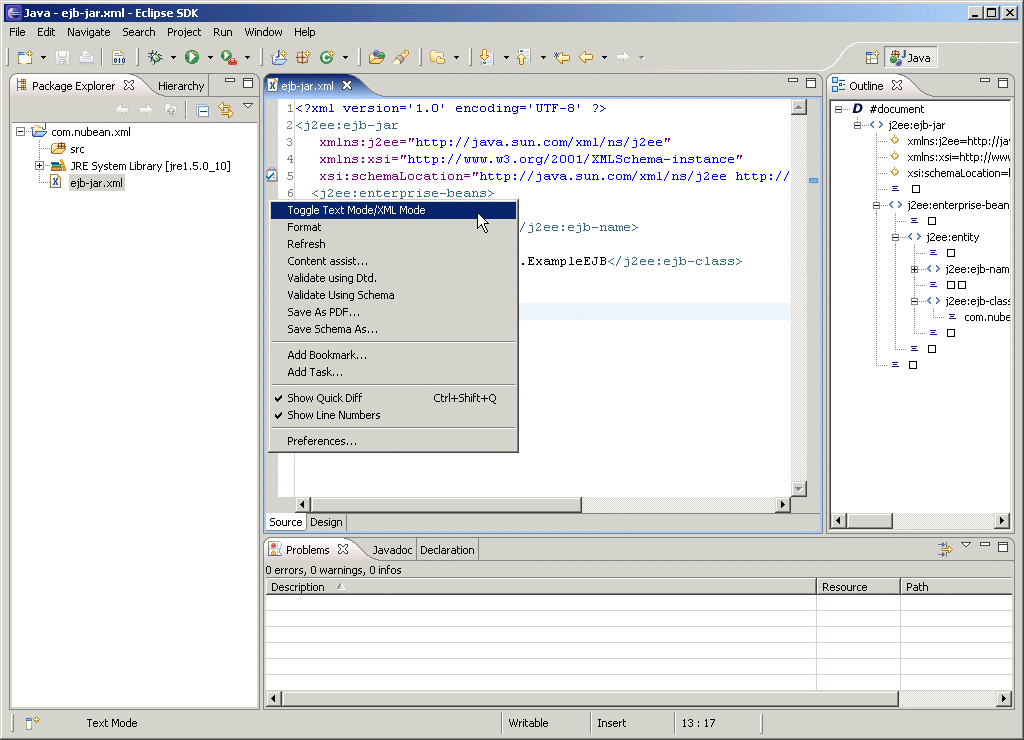 Java - ejb-jar.xml - Eclipse SDK
File Edit Navigate Search Project Run Window Help
Java
Package Explorer Hierarchy
com.nubean.xml
src
JRE System Library [jre1.5.0_10]
ejb-jar.xml
ejb-jar.xml
1 <?xml version='1.0' encoding='UTF-8' ?>
2 <j2ee:ejb-jar
3 xmlns:j2ee="http://java.sun.com/xml/ns/j2ee"
4 xmlns:xsi="http://www.w3.org/2001/XMLSchema-instance"
5 xsi:schemaLocation="http://java.sun.com/xml/ns/j2ee http://
6 <j2ee:enterprise-beans>
/j2ee:ejb-name>
.ExampleEJB</j2ee:ejb-class>
Toggle Text Mode/XML Mode
Format
Refresh
Content assist...
Validate using Dtd.
Validate Using Schema
Save As PDF...
Save Schema As...
Add Bookmark...
Add Task...
Show Quick Diff Ctrl+Shift+Q
Show Line Numbers
Preferences...
Source Design
Outline
#document
j2ee:ejb-jar
xmlns:j2ee=http://jav
xmlns:xsi=http://www
xsi:schemaLocation=h
j2ee:enterprise-bean
j2ee:entity
j2ee:ejb-nam
j2ee:ejb-class
com.nube
Problems Javadoc Declaration
0 errors, 0 warnings, 0 infos
Description Resource Path
Text Mode Writable Insert 13 : 17